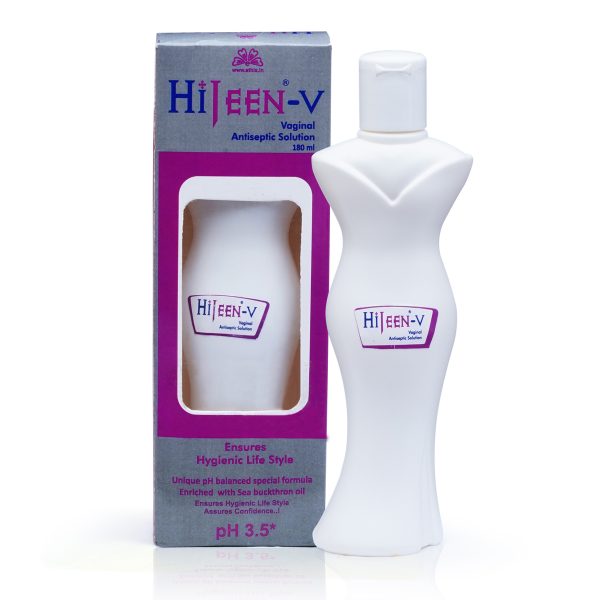 www.ethiz.in
HiJEEN®-V
Vaginal
Antiseptic Solution
180 ml
HiJEEN®-V
Vaginal
Antiseptic Solution
Ensures
Hygienic Life Style
Unique pH balanced special formula
Enriched with Sea buckthron oil
Ensures Hygienic Life Style
Assures Confidence..!
pH 3.5*
HiJEEN®-V
Vaginal
Antiseptic Solution